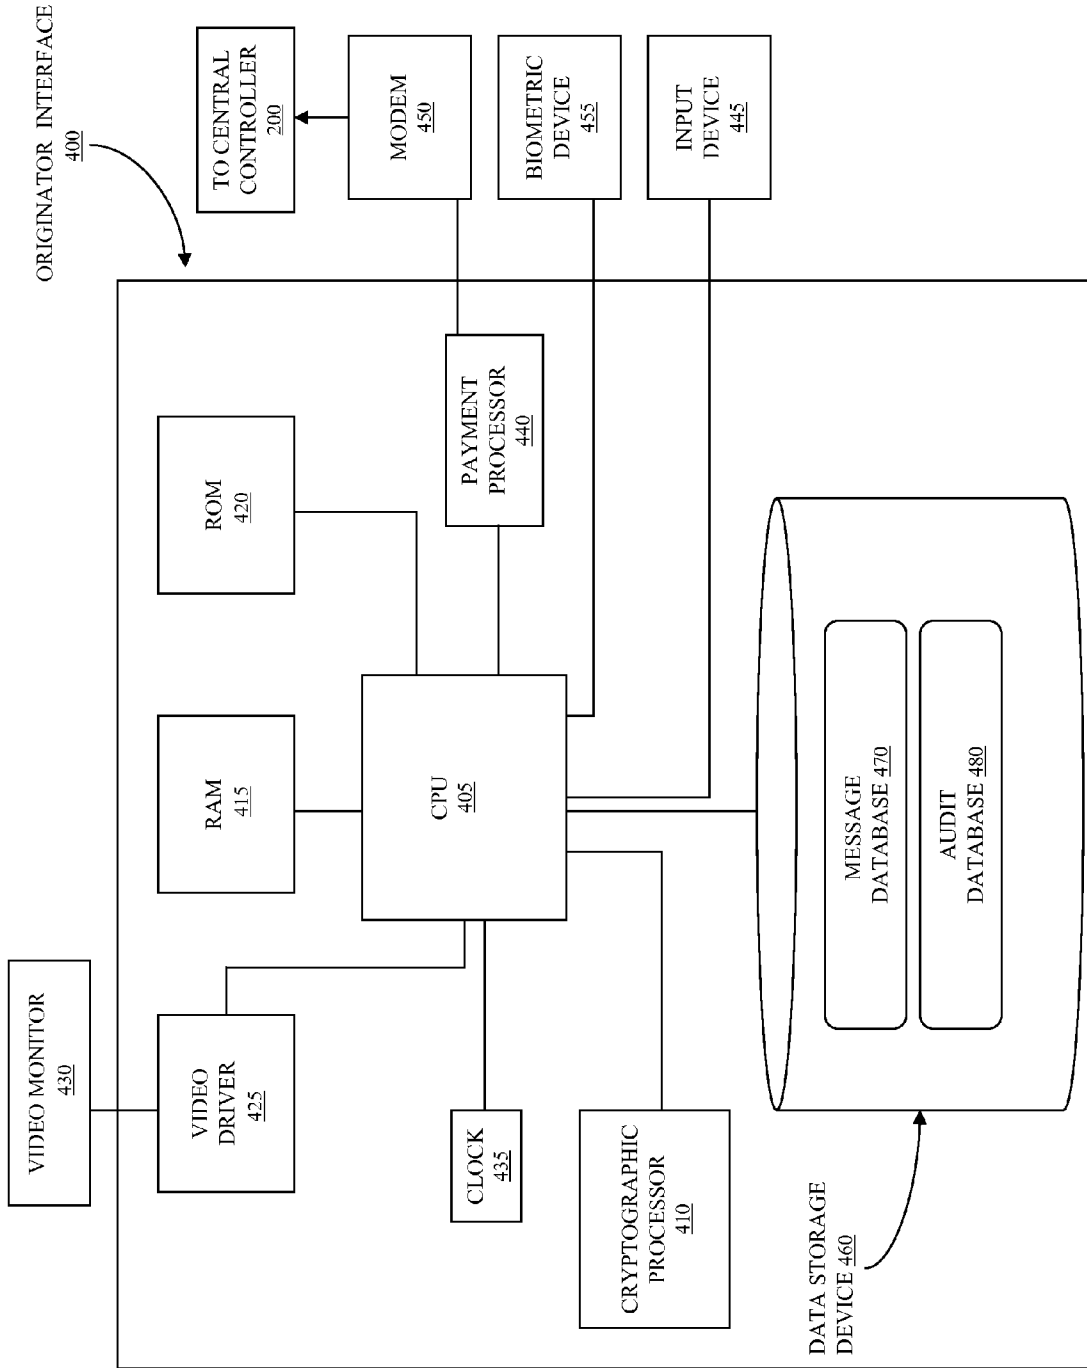 ORIGINATOR INTERFACE
400
VIDEO MONITOR
430
VIDEO
DRIVER
425
RAM
415
ROM
420
TO CENTRAL
CONTROLLER
200
MODEM
450
BIOMETRIC
DEVICE
455
INPUT
DEVICE
445
CLOCK
435
CPU
405
PAYMENT
PROCESSOR
440
CRYPTOGRAPHIC
PROCESSOR
410
DATA STORAGE
DEVICE 460
MESSAGE
DATABASE 470
AUDIT
DATABASE 480